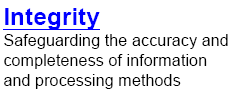 Integrity
Safeguarding the accuracy and
completeness of information
and processing methods